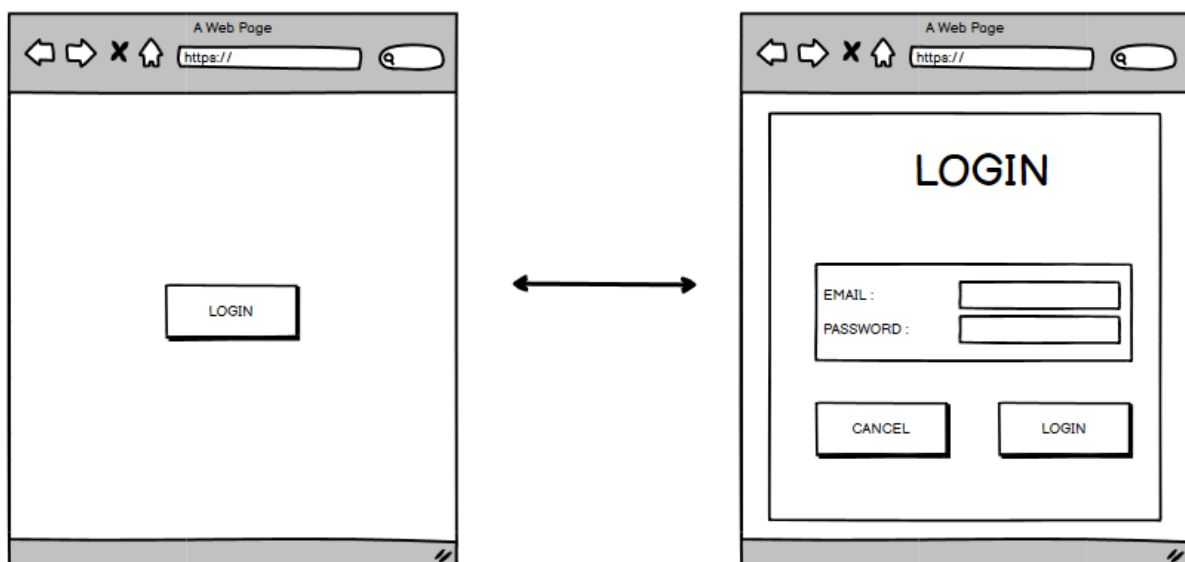 A Web Page
https://
LOGIN
A Web Page
https://
LOGIN
EMAIL :
PASSWORD :
CANCEL
LOGIN